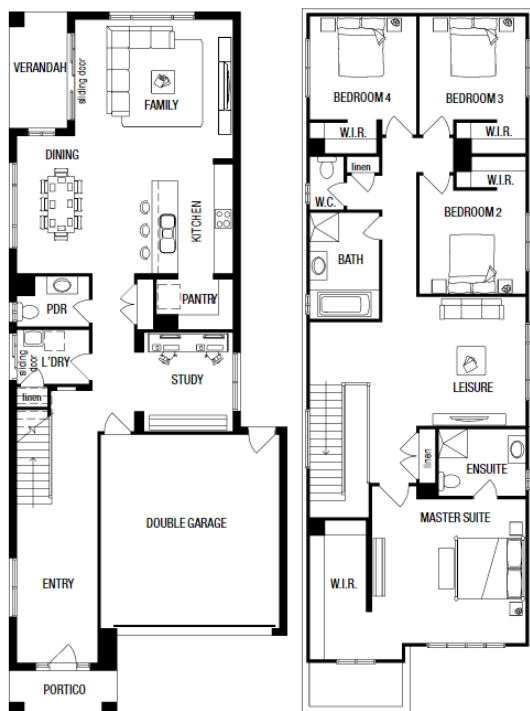 VERANDAH
sliding door
FAMILY
DINING
KITCHEN
PDR
PANTRY
L'DRY
sliding
door
STUDY
linen
DOUBLE GARAGE
ENTRY
PORTICO
BEDROOM 4
BEDROOM 3
W.I.R.
W.I.R.
linen
W.C.
W.I.R.
BEDROOM 2
BATH
LEISURE
linen
ENSUITE
MASTER SUITE
W.I.R.